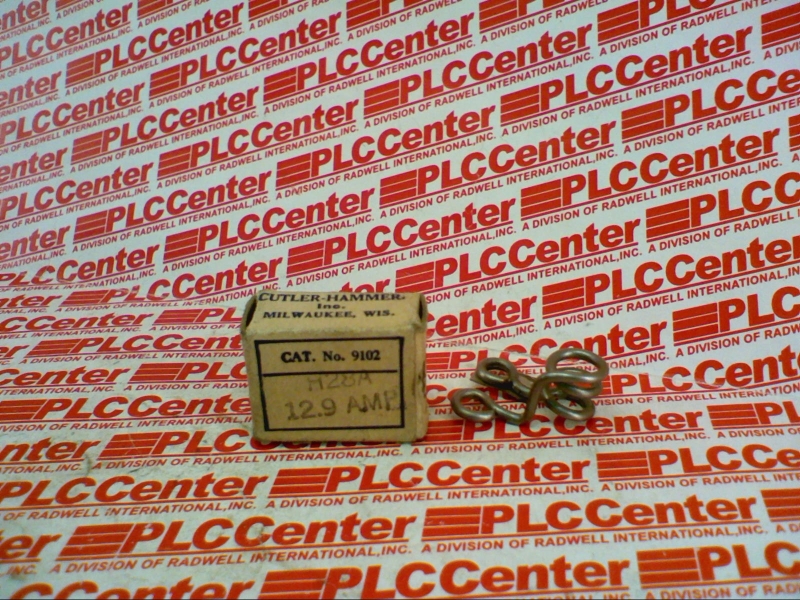 PLCCenter
A DIVISION OF RADWELL INTERNATIONAL, INC.
CUTLER-HAMMER
Inc.
MILWAUKEE, WIS.
CAT. No. 9102
H28A
12.9 AMP.